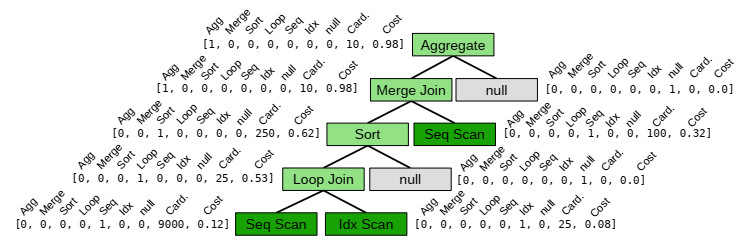 Agg Merge Sort Loop Seq Idx null Card. Cost
[1, 0, 0, 0, 0, 0, 0, 10, 0.98] Aggregate
Agg Merge Sort Loop Seq Idx null Card. Cost
[1, 0, 0, 0, 0, 0, 0, 10, 0.98] Merge Join
null
Agg Merge Sort Loop Seq Idx null Card. Cost
[0, 0, 0, 0, 0, 0, 1, 0, 0.0]
Agg Merge Sort Loop Seq Idx null Card. Cost
[0, 0, 1, 0, 0, 0, 0, 250, 0.62] Sort
Seq Scan
Agg Merge Sort Loop Seq Idx null Card. Cost
[0, 0, 0, 0, 1, 0, 0, 100, 0.32]
Agg Merge Sort Loop Seq Idx null Card. Cost
[0, 0, 0, 1, 0, 0, 0, 25, 0.53] Loop Join
null
Agg Merge Sort Loop Seq Idx null Card. Cost
[0, 0, 0, 0, 0, 0, 1, 0, 0.0]
Agg Merge Sort Loop Seq Idx null Card. Cost
[0, 0, 0, 0, 1, 0, 0, 9000, 0.12] Seq Scan
Idx Scan
Agg Merge Sort Loop Seq Idx null Card. Cost
[0, 0, 0, 0, 0, 1, 0, 25, 0.08]